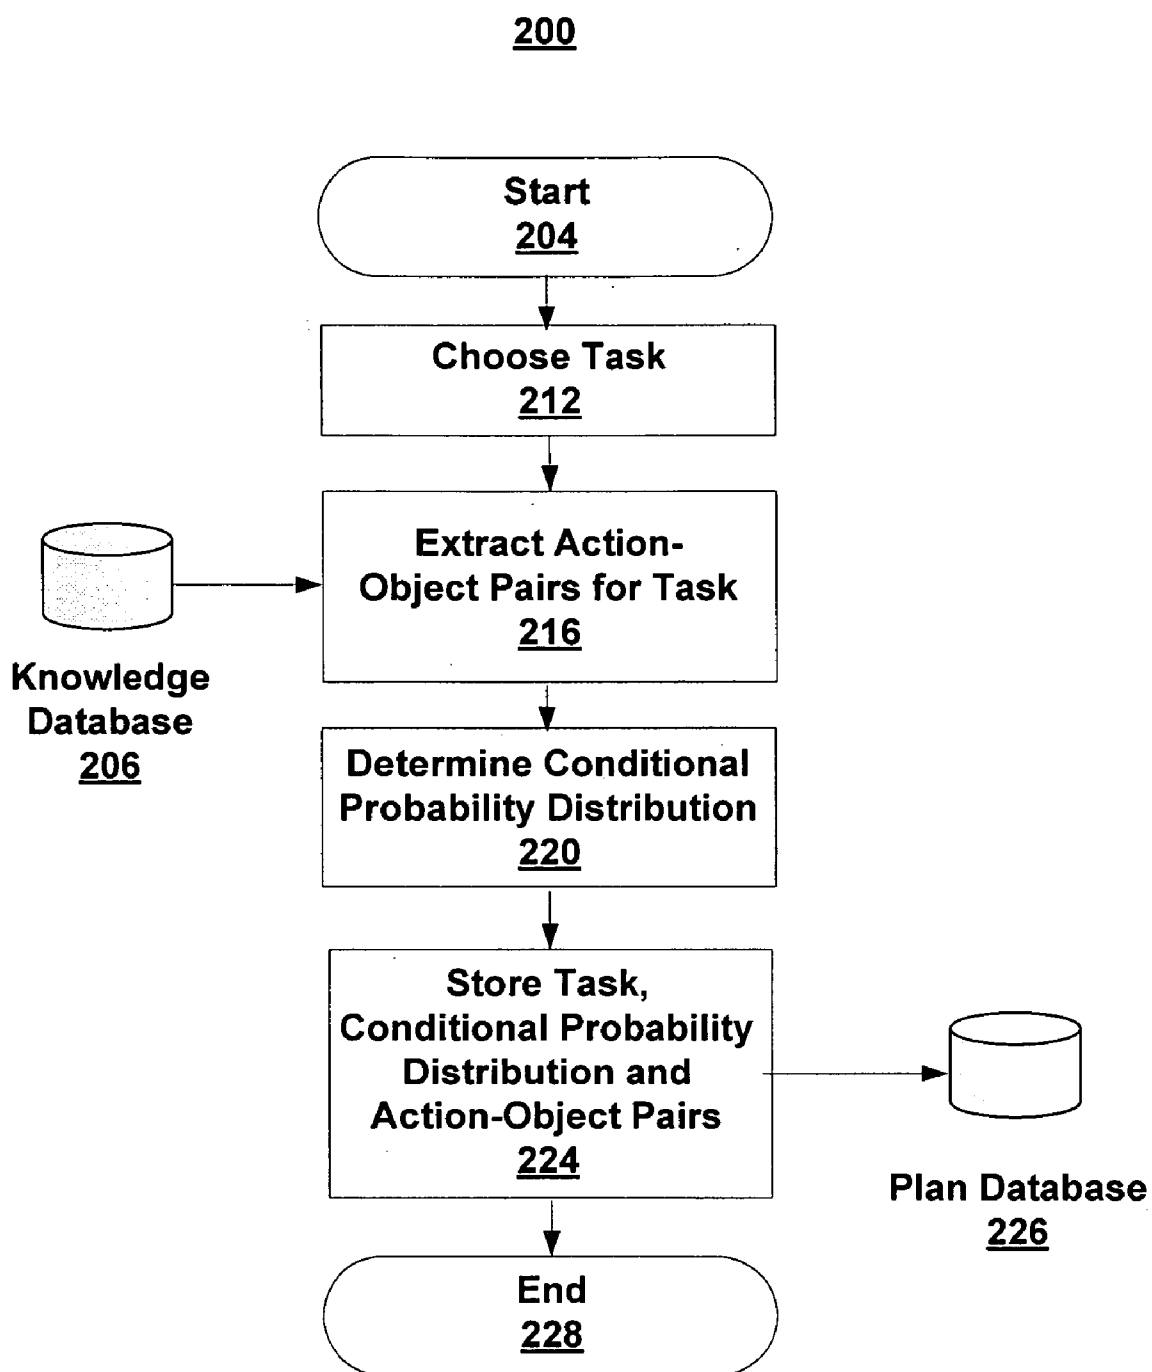 200
Start
204
Choose Task
212
Extract Action-
Object Pairs for Task
216
Knowledge
Database
206
Determine Conditional
Probability Distribution
220
Store Task,
Conditional Probability
Distribution and
Action-Object Pairs
224
Plan Database
226
End
228